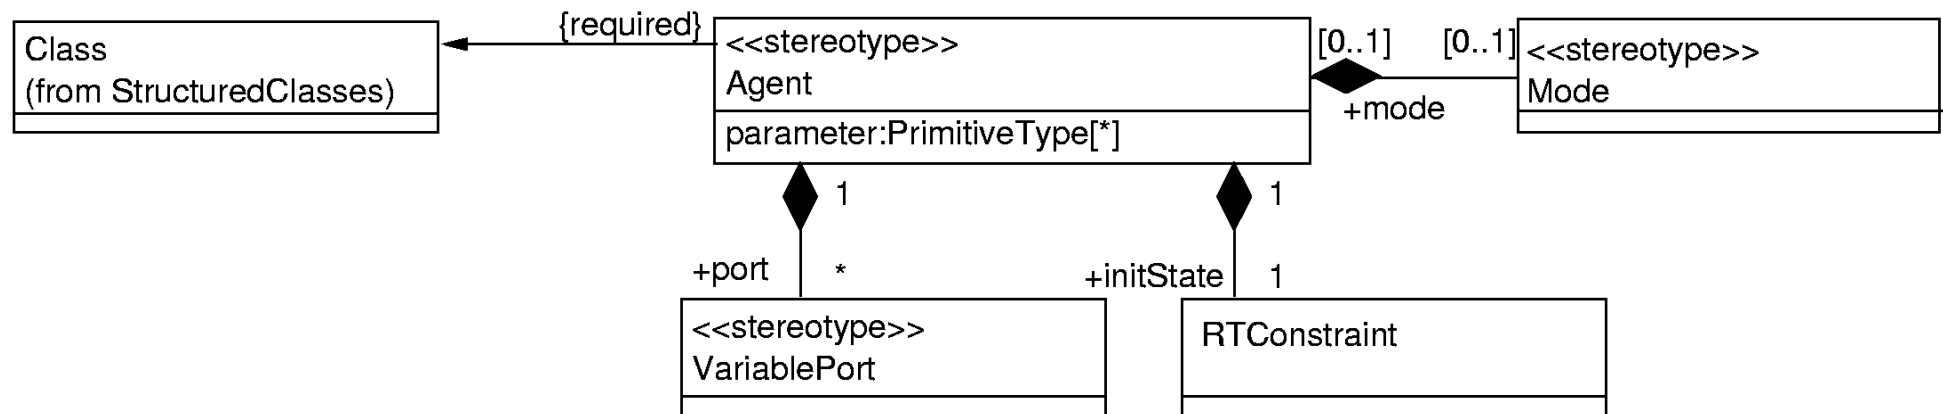 Class
(from StructuredClasses)
{required}
<<stereotype>>
Agent
parameter:PrimitiveType[*]
[0..1]
[0..1]
+mode
<<stereotype>>
Mode
1
+port
*
1
+initState
1
<<stereotype>>
VariablePort
RTConstraint